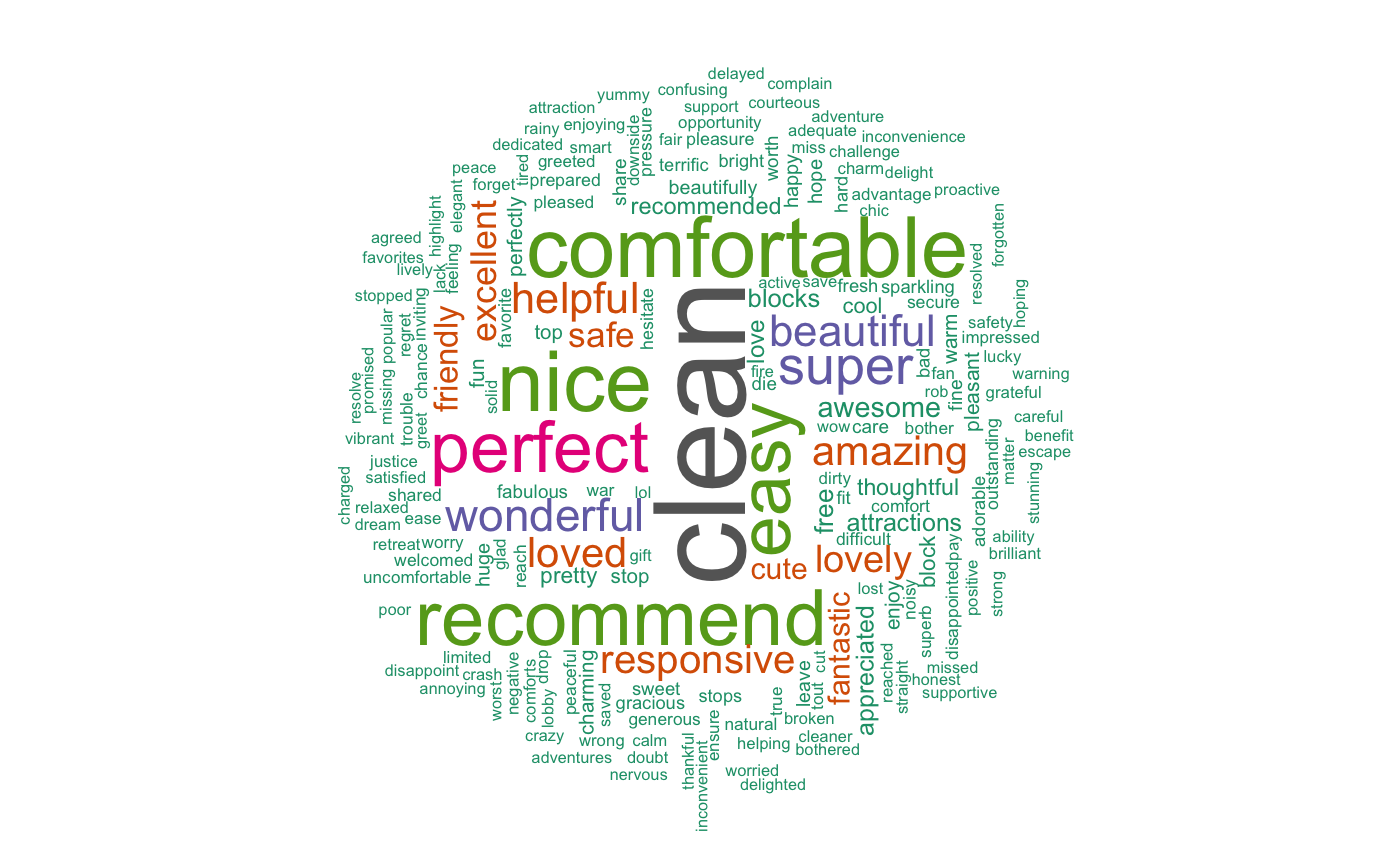 delayed
confusing
complain
yummy
support
courteous
attraction
opportunity
adventure
rainy
enjoying
downside
pressure
fair
pleasure
worth
adequate
inconvenience
dedicated
smart
miss
challenge
peace
tired
greeted
share
terrific
bright
happy
hope
hard
charm
delight
forget
prepared
beautifully
advantage
proactive
highlight
elegant
excellent
perfectly
pleased
recommended
chic
forgotten
agreed
comfortable
favorites
lively
lack
feeling
resolved
stopped
inviting
friendly
favorite
helpful
hesitate
clean
active
save
fresh
sparkling
blocks
cool
secure
hoping
popular
regret
top
safe
love
beautiful
warm
safety
impressed
resolve
promised
missing
chance
fun
solid
nice
super
bad
lucky
fire
die
fan
warning
trouble
greet
easy
rob
fine
pleasant
grateful
awesome
careful
vibrant
perfect
wow
care
bother
outstanding
matter
benefit
amazing
escape
justice
satisfied
charged
shared
fabulous
war
lol
dirty
fit
thoughtful
stunning
relaxed
dream
ease
wonderful
free
comfort
attractions
adorable
retreat
worry
huge
glad
reach
loved
gift
difficult
block
ability
welcomed
cute
lovely
disappointed
pay
brilliant
uncomfortable
pretty
stop
lost
enjoy
noisy
positive
strong
poor
recommend
fantastic
appreciated
superb
limited
responsive
cut
disappoint
crash
worst
negative
comforts
drop
lobby
peaceful
charming
saved
leave
tout
reached
straight
missed
honest
annoying
sweet
stops
true
supportive
gracious
generous
natural
broken
crazy
wrong
calm
ensure
helping
cleaner
bothered
adventures
doubt
thankful
nervous
inconvenient
worried
delighted